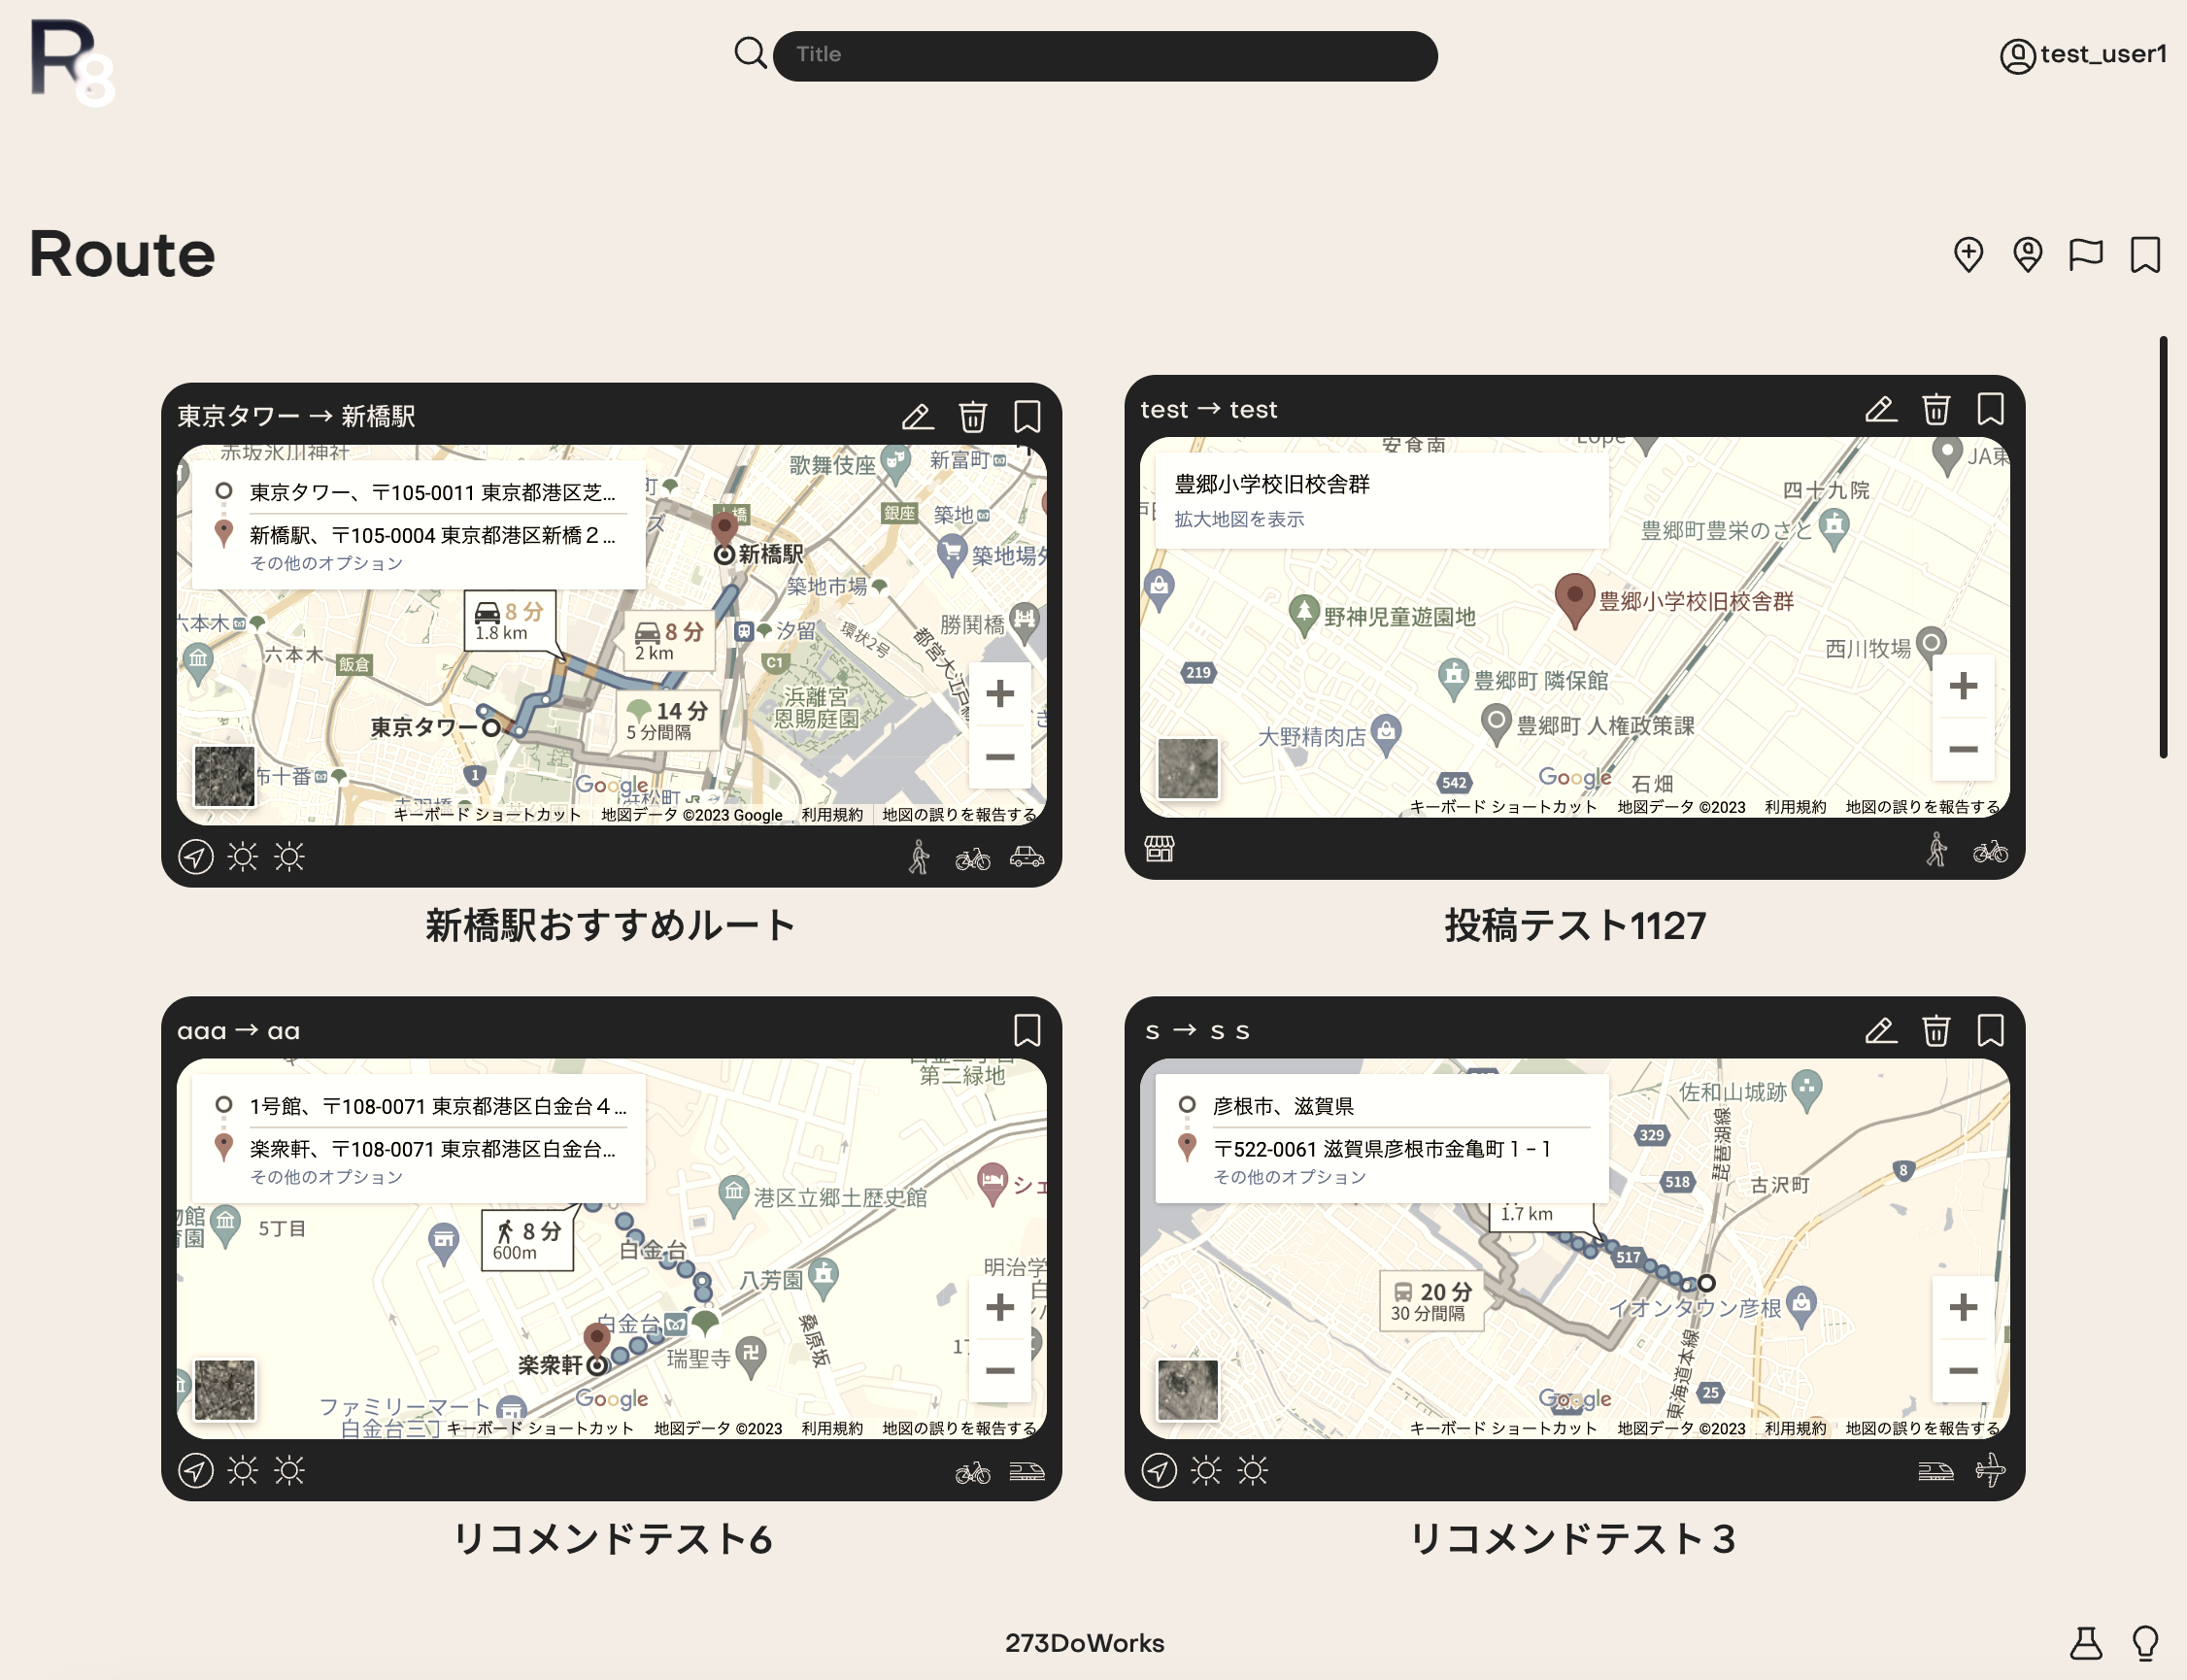 R8
Title
test_user1
Route
東京タワー → 新橋駅
赤坂氷川神社
東京タワー、〒105-0011 東京都港区芝...
新橋駅、〒105-0004 東京都港区新橋２...
その他のオプション
歌舞伎座
新富町
銀座
築地
新橋駅
築地場外
築地市場
8 分
1.8 km
8 分
2 km
汐留
環状2号
勝鬨橋
六本木
六本木
飯倉
C1
浜離宮
恩賜庭園
14 分
5 分間隔
東京タワー
1
Google
浜松町
キーボード ショートカット
地図データ ©2023 Google
利用規約
地図の誤りを報告する
新橋駅おすすめルート
test → test
豊郷小学校旧校舎群
拡大地図を表示
安食南
四十九院
豊郷町豊栄のさと
野神児童遊園地
豊郷小学校旧校舎群
西川牧場
219
豊郷町 隣保館
豊郷町 人権政策課
大野精肉店
542
Google
石畑
キーボード ショートカット
地図データ ©2023
利用規約
地図の誤りを報告する
投稿テスト1127
aaa → aa
1号館、〒108-0071 東京都港区白金台４...
楽衆軒、〒108-0071 東京都港区白金台...
その他のオプション
第二緑地
港区立郷土歴史館
5丁目
8 分
600m
白金台
八芳園
白金台
桑原坂
楽衆軒
瑞聖寺
Google
ファミリーマート
白金台三丁
キーボード ショートカット
地図データ ©2023
利用規約
地図の誤りを報告する
リコメンドテスト6
s → s s
彦根市、滋賀県
〒522-0061 滋賀県彦根市金亀町１−１
その他のオプション
佐和山城跡
329
琵琶湖線
518
古沢町
8
1.7 km
517
20 分
30 分間隔
イオンタウン彦根
東海道本線
25
Google
キーボード ショートカット
地図データ ©2023
利用規約
地図の誤りを報告する
リコメンドテスト３
273DoWorks